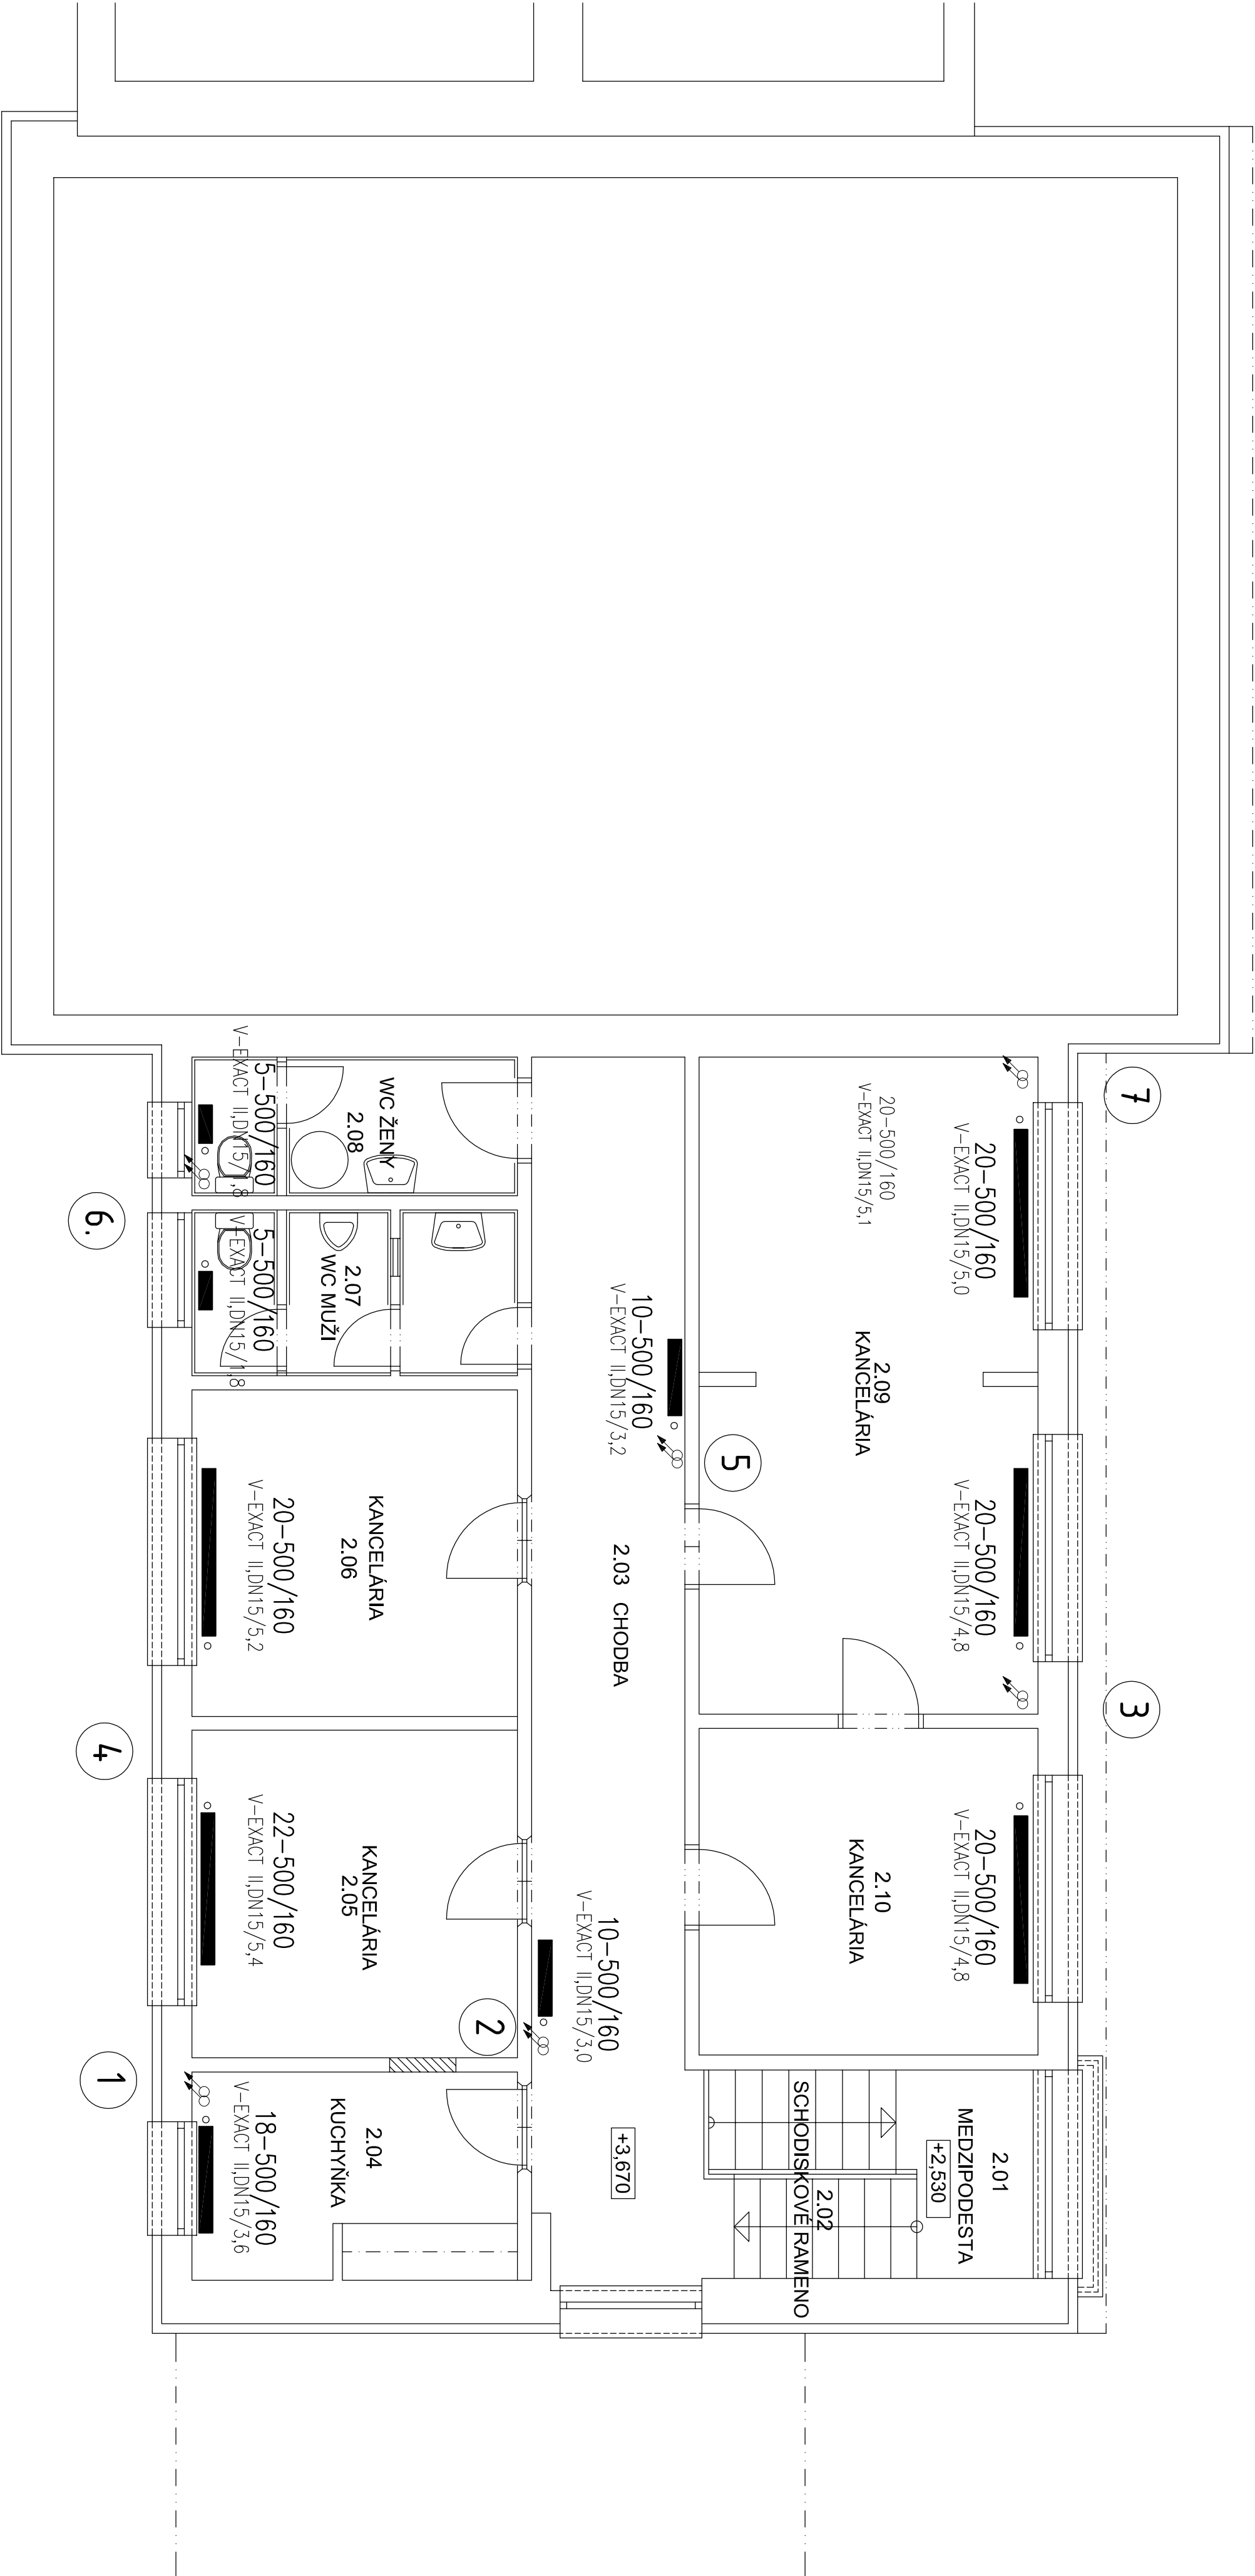 7
20-500/160
V-EXACT II,DN15/5,0
20-500/160
V-EXACT II,DN15/5,1
2.09
KANCELÁRIA
20-500/160
V-EXACT II,DN15/4,8
3
20-500/160
V-EXACT II,DN15/4,8
2.10
KANCELÁRIA
2.01
MEDZIPODESTA
+2,530
2.02
SCHODISKOVÉ RAMENO
5
10-500/160
V-EXACT II,DN15/3,2
2.03 CHODBA
10-500/160
V-EXACT II,DN15/3,0
+3,670
WC ŽENY
2.08
5-500/160
V-EXACT II,DN15/1,8
6.
2.07
WC MUŽI
5-500/160
V-EXACT II,DN15/1,8
KANCELÁRIA
2.06
20-500/160
V-EXACT II,DN15/5,2
4
KANCELÁRIA
2.05
22-500/160
V-EXACT II,DN15/5,4
2
1
2.04
KUCHYŇKA
18-500/160
V-EXACT II,DN15/3,6